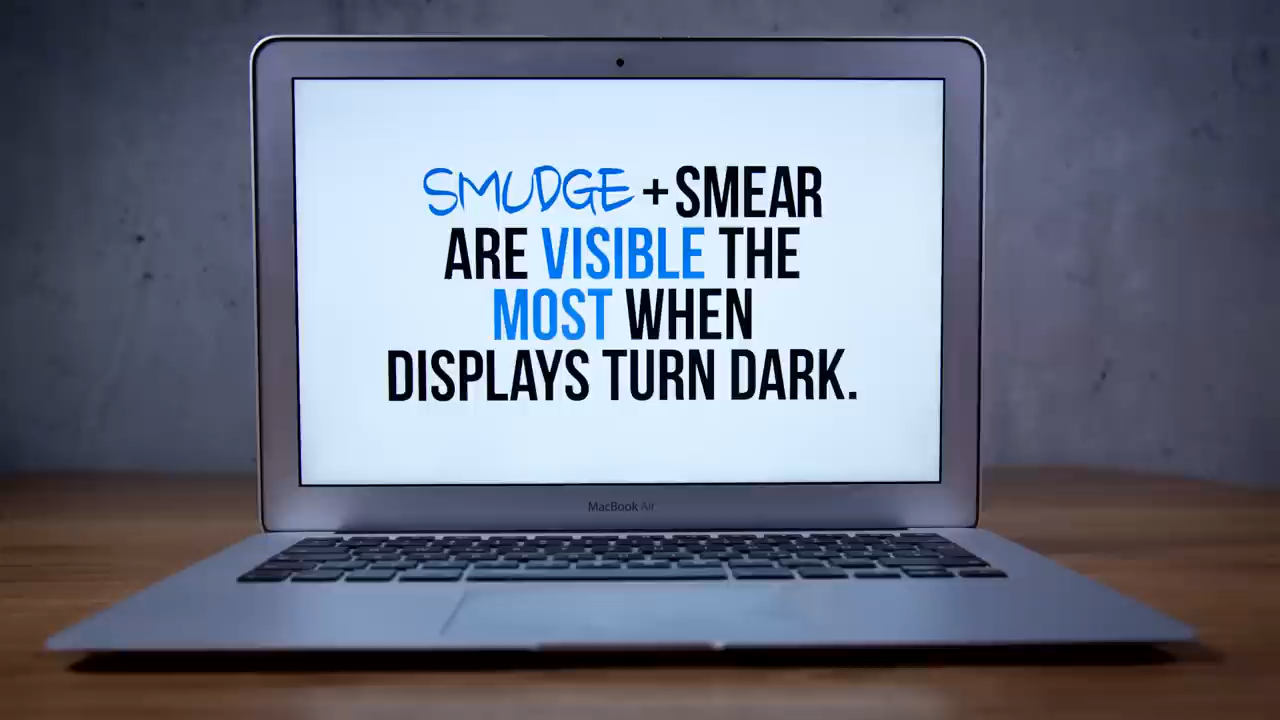 SMUDGE + SMEAR
ARE VISIBLE THE
MOST WHEN
DISPLAYS TURN DARK.
MacBook Air